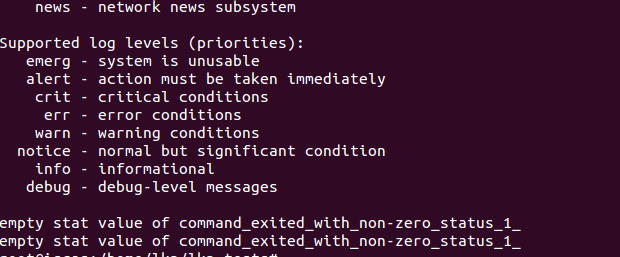 news - network news subsystem
Supported log levels (priorities):
emerg - system is unusable
alert - action must be taken immediately
crit - critical conditions
err - error conditions
warn - warning conditions
notice - normal but significant condition
info - informational
debug - debug-level messages
empty stat value of command_exited_with_non-zero_status_1_
empty stat value of command_exited_with_non-zero_status_1_